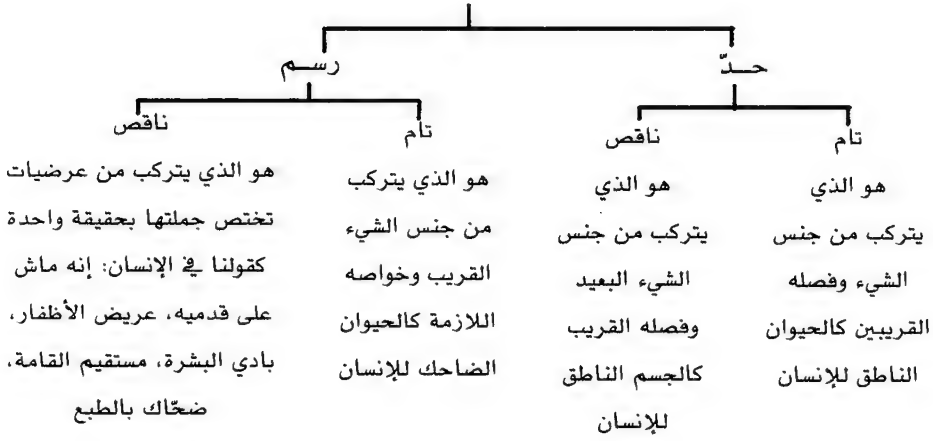 حـــدّ
رســـم
تام
ناقص
تام
ناقص
هو الذي
يتركب من جنس
الشيء وفصله
القريبين كالحيوان
الناطق للإنسان
هو الذي
يتركب من جنس
الشيء البعيد
وفصله القريب
كالجسم الناطق
للإنسان
هو الذي يتركب
من جنس الشيء
القريب وخواصه
اللازمة كالحيوان
الضاحك للإنسان
هو الذي يتركب من عرضيات
تختص جملتها بحقيقة واحدة
كقولنا في الإنسان: إنه ماش
على قدميه، عريض الأظفار،
بادي البشرة، مستقيم القامة،
ضحّاك بالطبع